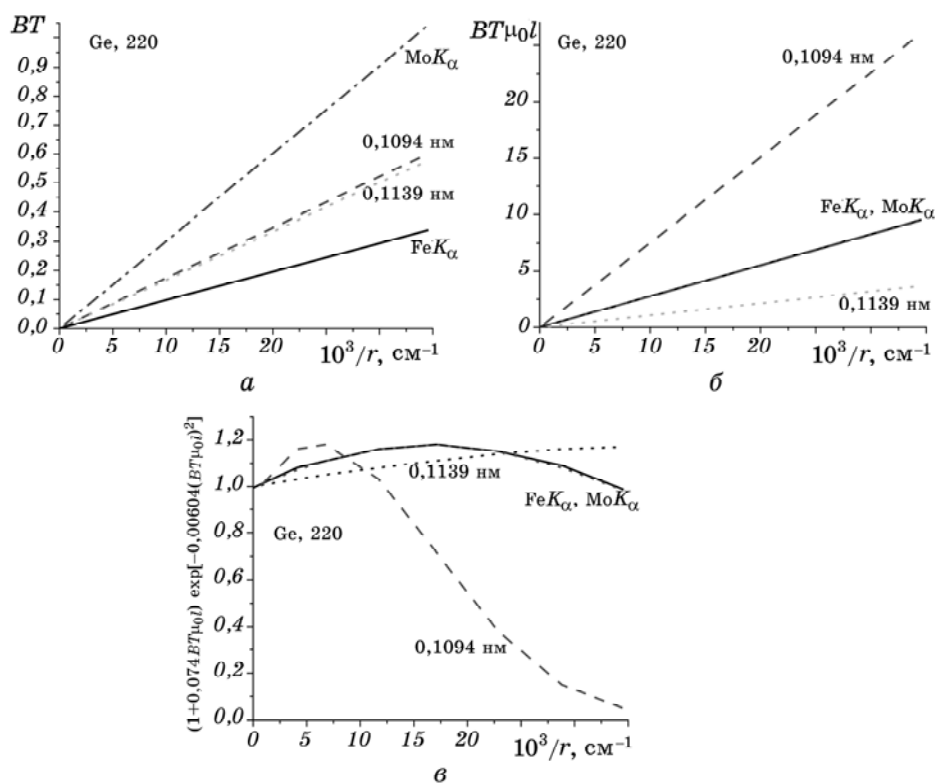 BT
Ge, 220
0,9
0,8
0,7
0,6
0,5
0,4
0,3
0,2
0,1
0,0
MoKα
0,1094 нм
0,1139 нм
FeKα
0 5 10 15 20 10³/r, см⁻¹
а
BTμ₀l
Ge, 220
25
20
15
10
5
0
0,1094 нм
FeKα, MoKα
0,1139 нм
0 5 10 15 20 10³/r, см⁻¹
б
(1+0,074BTμ₀l) exp[−0,00604(BTμ₀l)²]
1,2
1,0
0,8
0,6
0,4
0,2
0,0
0,1139 нм
FeKα, MoKα
Ge, 220
0,1094 нм
0 5 10 15 20 10³/r, см⁻¹
в